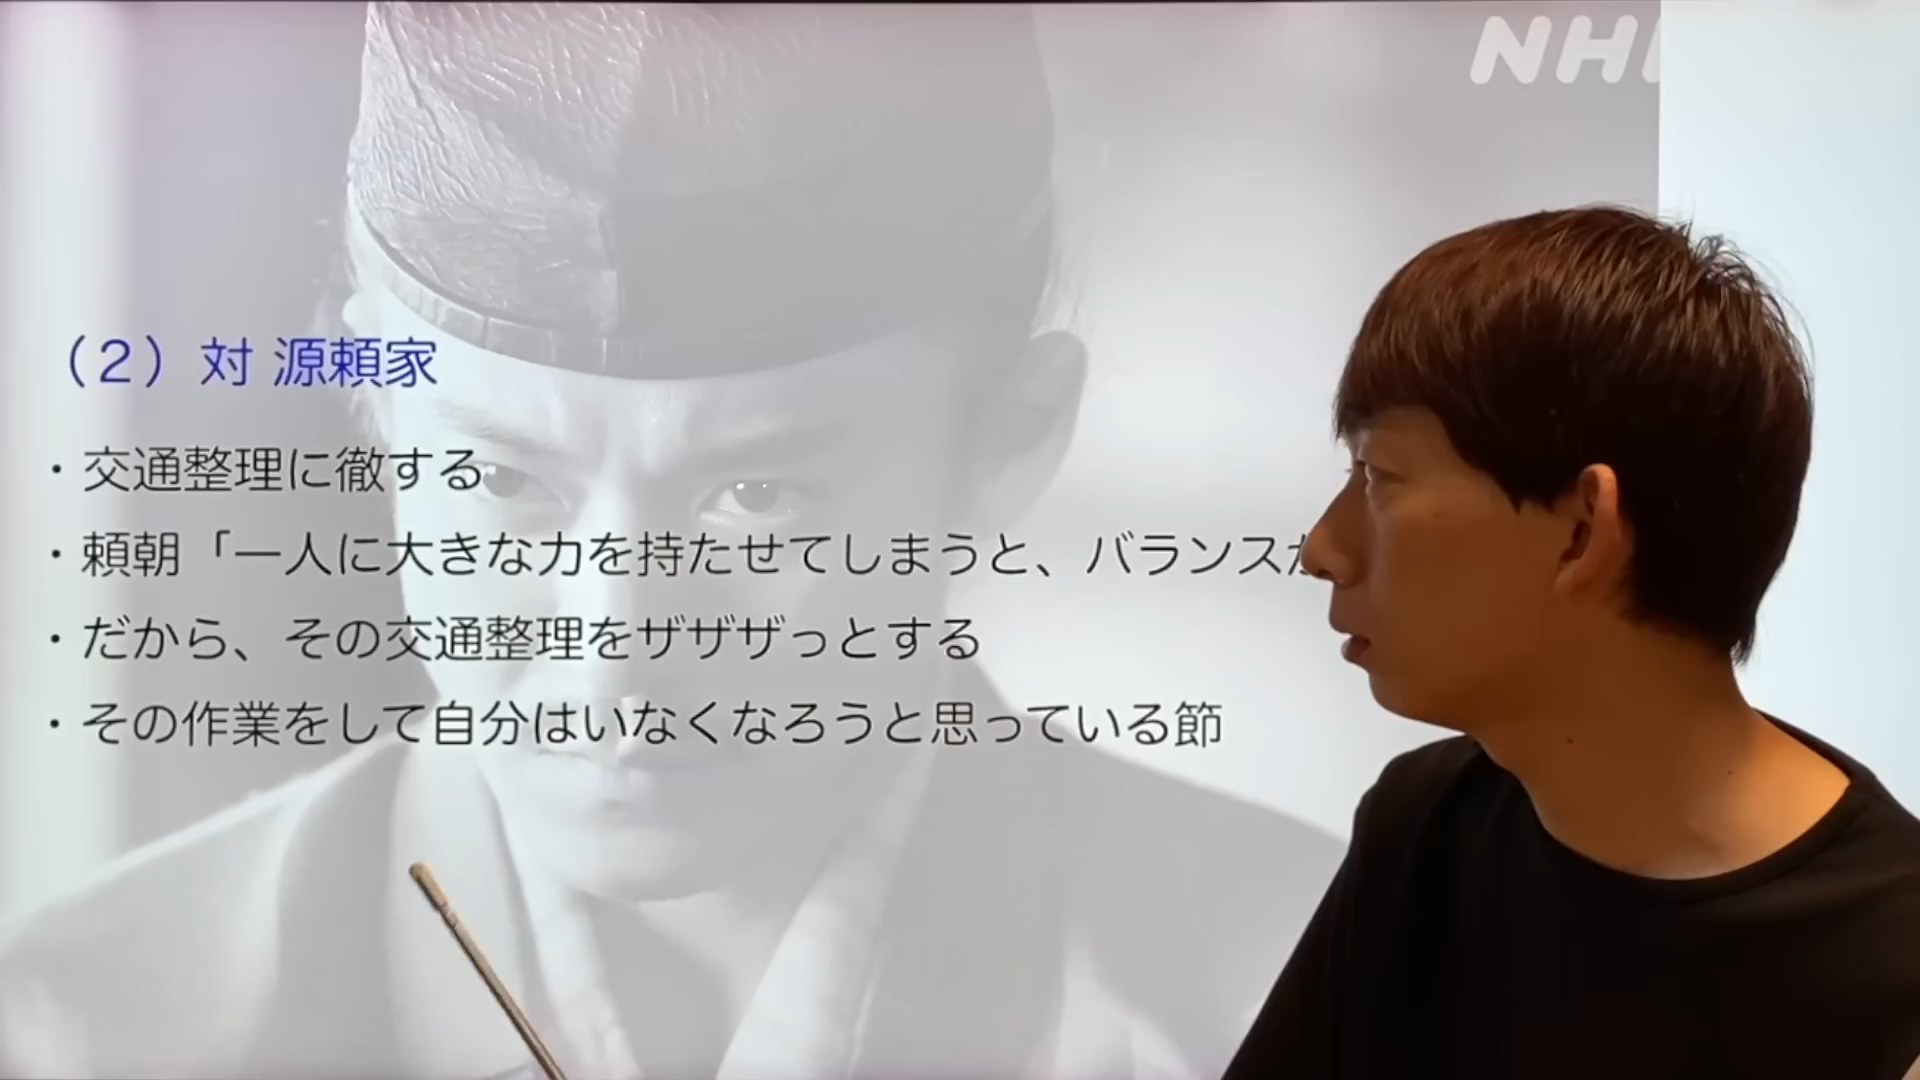 NHK
（2）対 源頼家
・交通整理に徹する
・頼朝「一人に大きな力を持たせてしまうと、バランスが
・だから、その交通整理をザザザっとする
・その作業をして自分はいなくなろうと思っている節